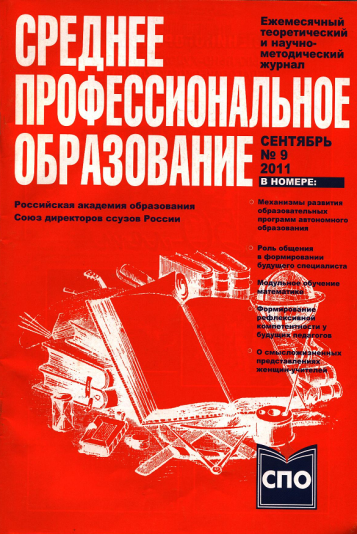 СРЕДНЕЕ
ПРОФЕССИОНАЛЬНОЕ
ОБРАЗОВАНИЕ
Ежемесячный
теоретический
и научно-
методический
журнал
СЕНТЯБРЬ
№ 9
2011
В НОМЕРЕ:
Российская академия образования
Союз директоров ссузов России
Механизмы развития
образовательных
программ автономного
образования
Роль общения
в формировании
будущего специалиста
Модульное обучение
математике
Формирование
рефлексивной
компетентности у
будущих педагогов
О смысложизненных
представлениях
женщин-учителей
СПО